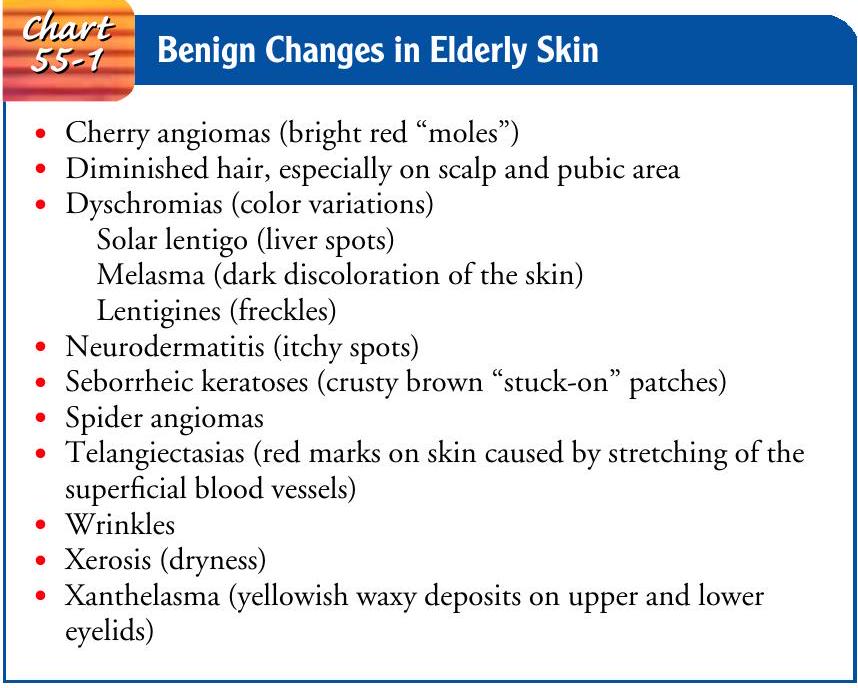 Chart
55-1
Benign Changes in Elderly Skin
• Cherry angiomas (bright red “moles”)
• Diminished hair, especially on scalp and pubic area
• Dyschromias (color variations)
Solar lentigo (liver spots)
Melasma (dark discoloration of the skin)
Lentigines (freckles)
• Neurodermatitis (itchy spots)
• Seborrheic keratoses (crusty brown “stuck-on” patches)
• Spider angiomas
• Telangiectasias (red marks on skin caused by stretching of the
superficial blood vessels)
• Wrinkles
• Xerosis (dryness)
• Xanthelasma (yellowish waxy deposits on upper and lower
eyelids)